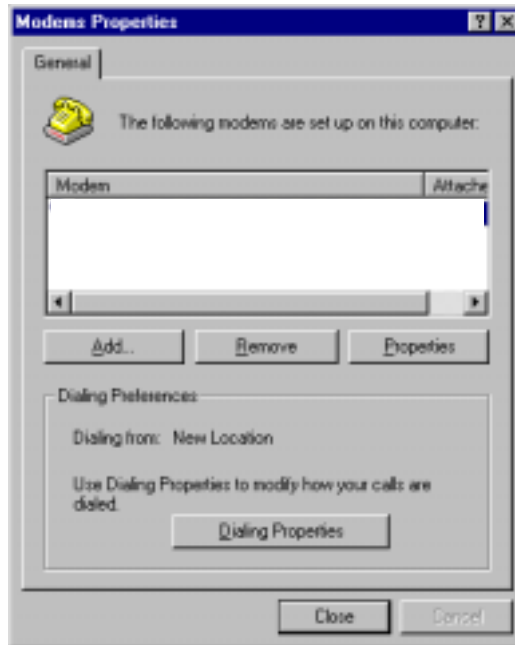 Modems Properties
General
The following modems are set up on this computer:
Modem Attache
Add...
Remove
Properties
Dialing Preferences
Dialing from: New Location
Use Dialing Properties to modify how your calls are
dialed.
Dialing Properties
Close
Cancel